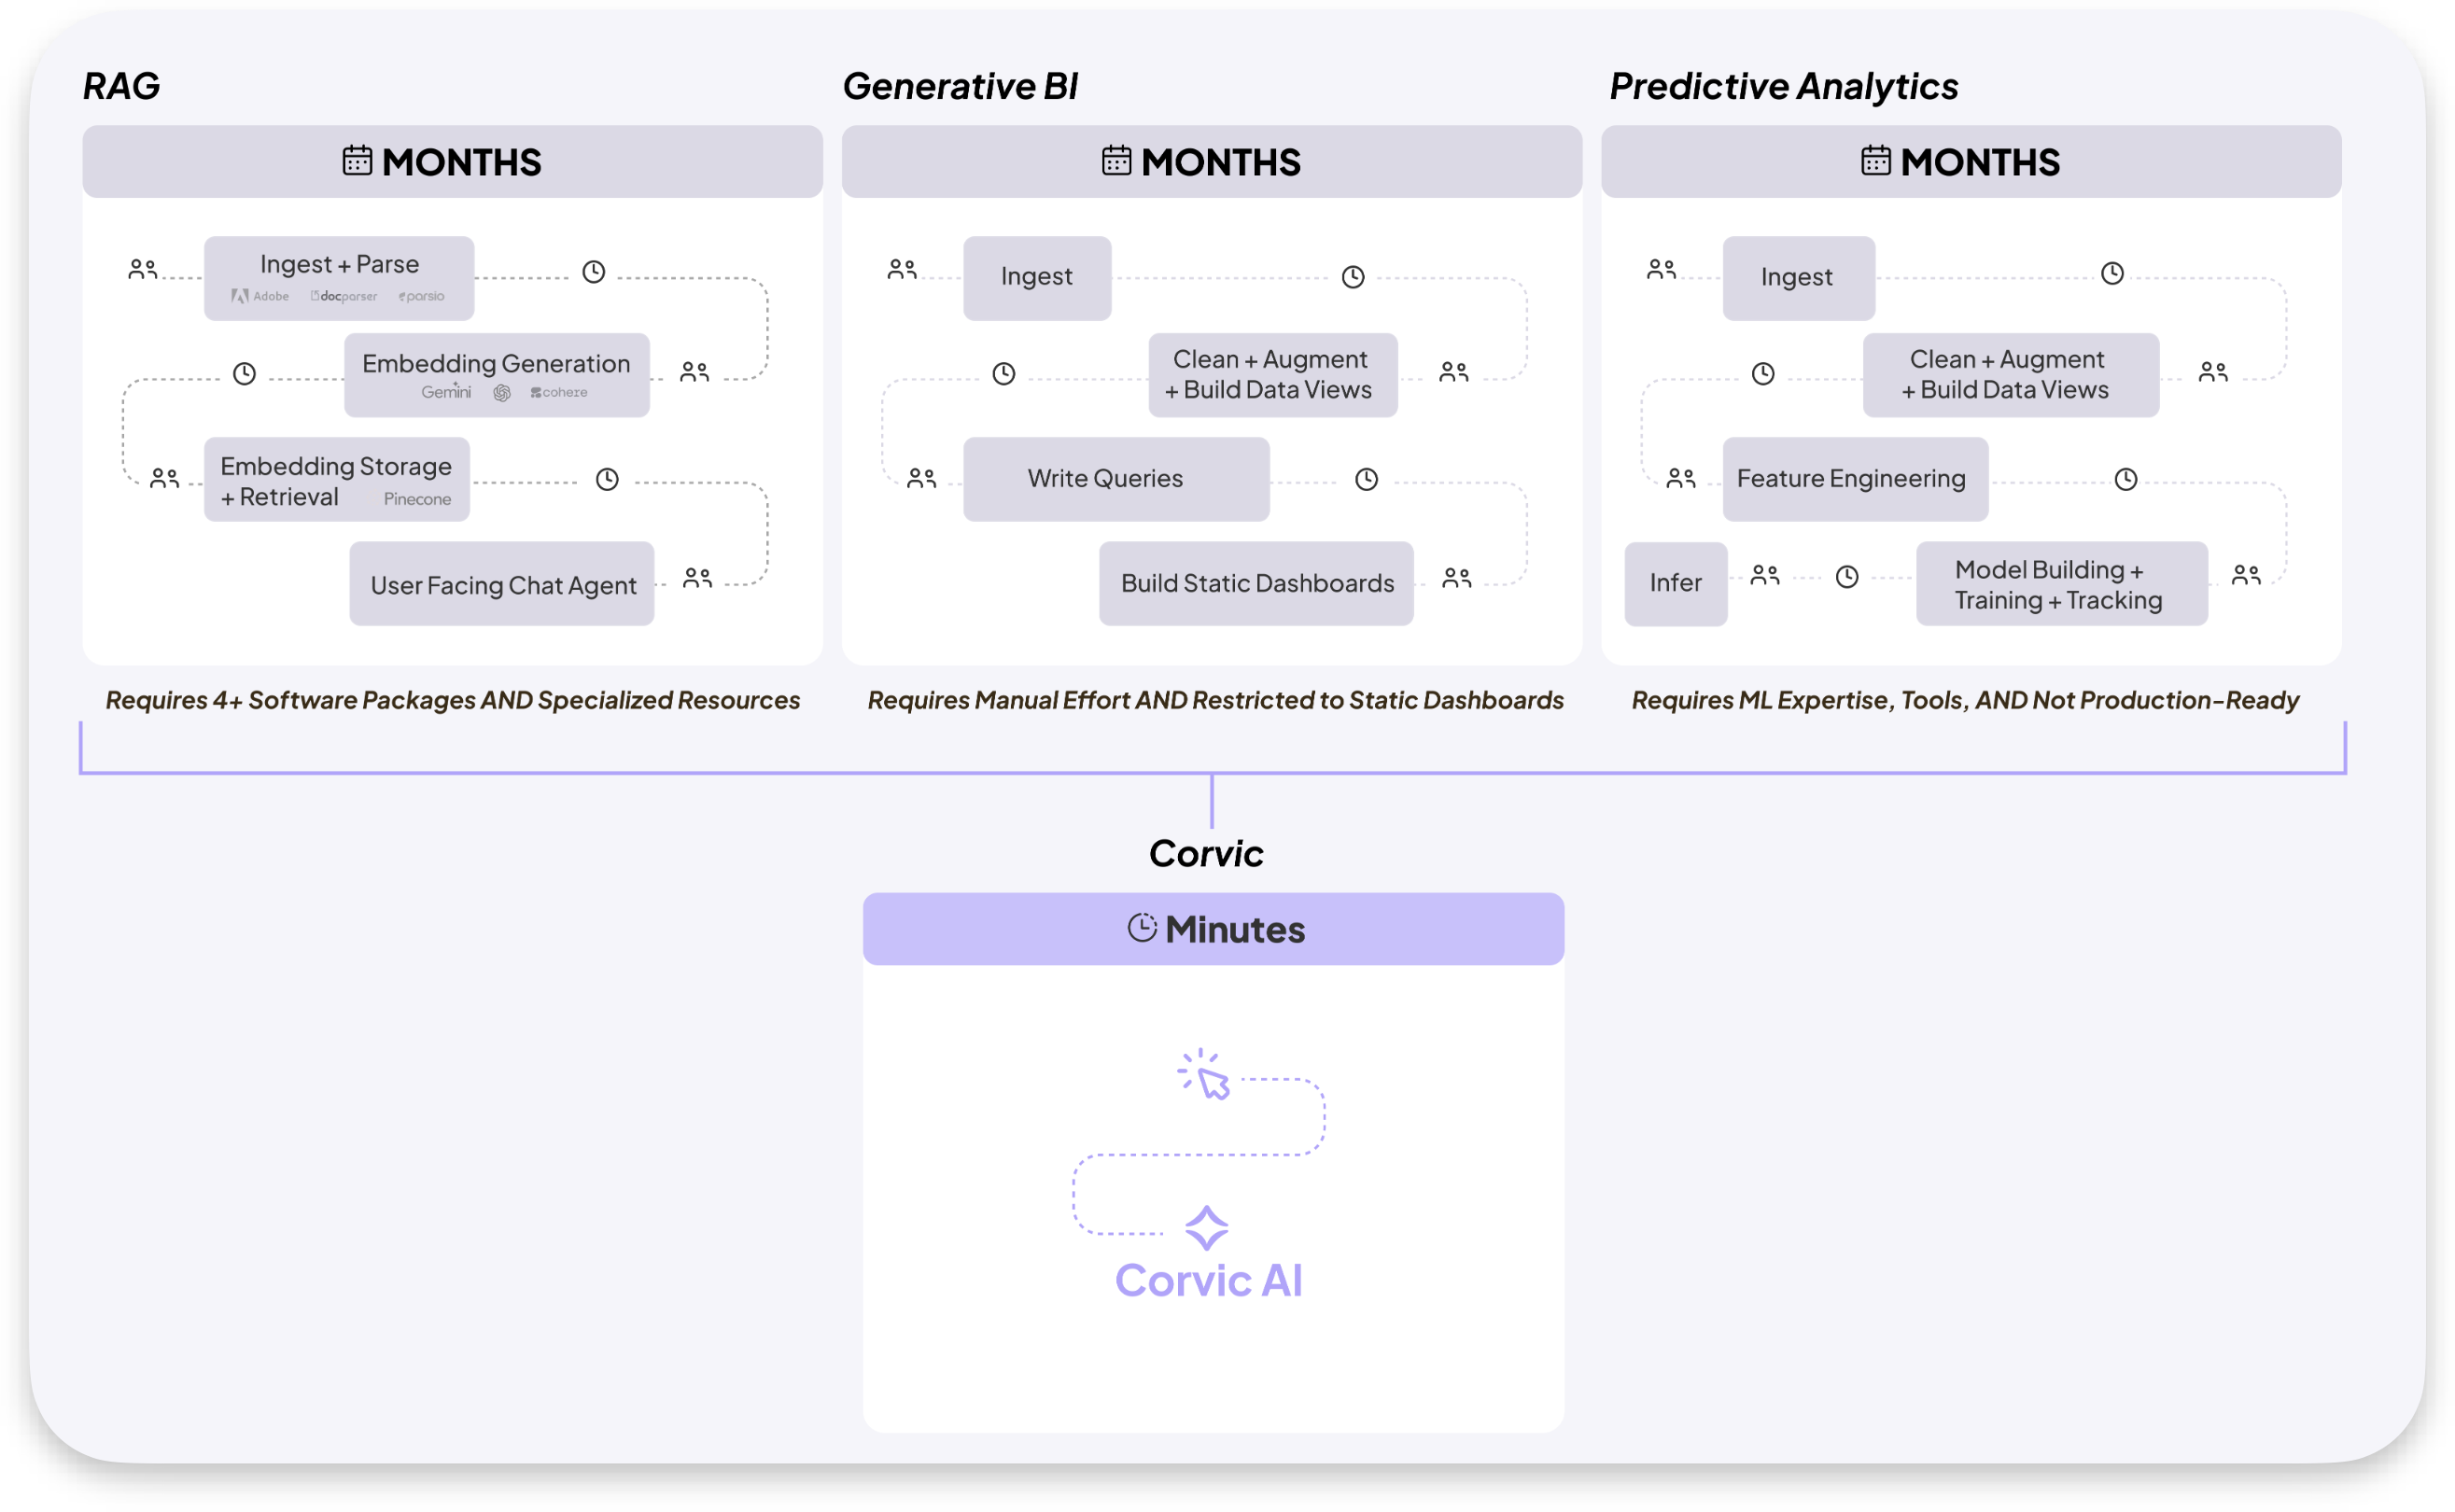 RAG
MONTHS
Ingest + Parse
Adobe docparser parsio
Embedding Generation
Gemini cohere
Embedding Storage
+ Retrieval Pinecone
User Facing Chat Agent
Requires 4+ Software Packages AND Specialized Resources
Generative BI
MONTHS
Ingest
Clean + Augment
+ Build Data Views
Write Queries
Build Static Dashboards
Requires Manual Effort AND Restricted to Static Dashboards
Predictive Analytics
MONTHS
Ingest
Clean + Augment
+ Build Data Views
Feature Engineering
Model Building +
Training + Tracking
Infer
Requires ML Expertise, Tools, AND Not Production-Ready
Corvic
Minutes
Corvic AI